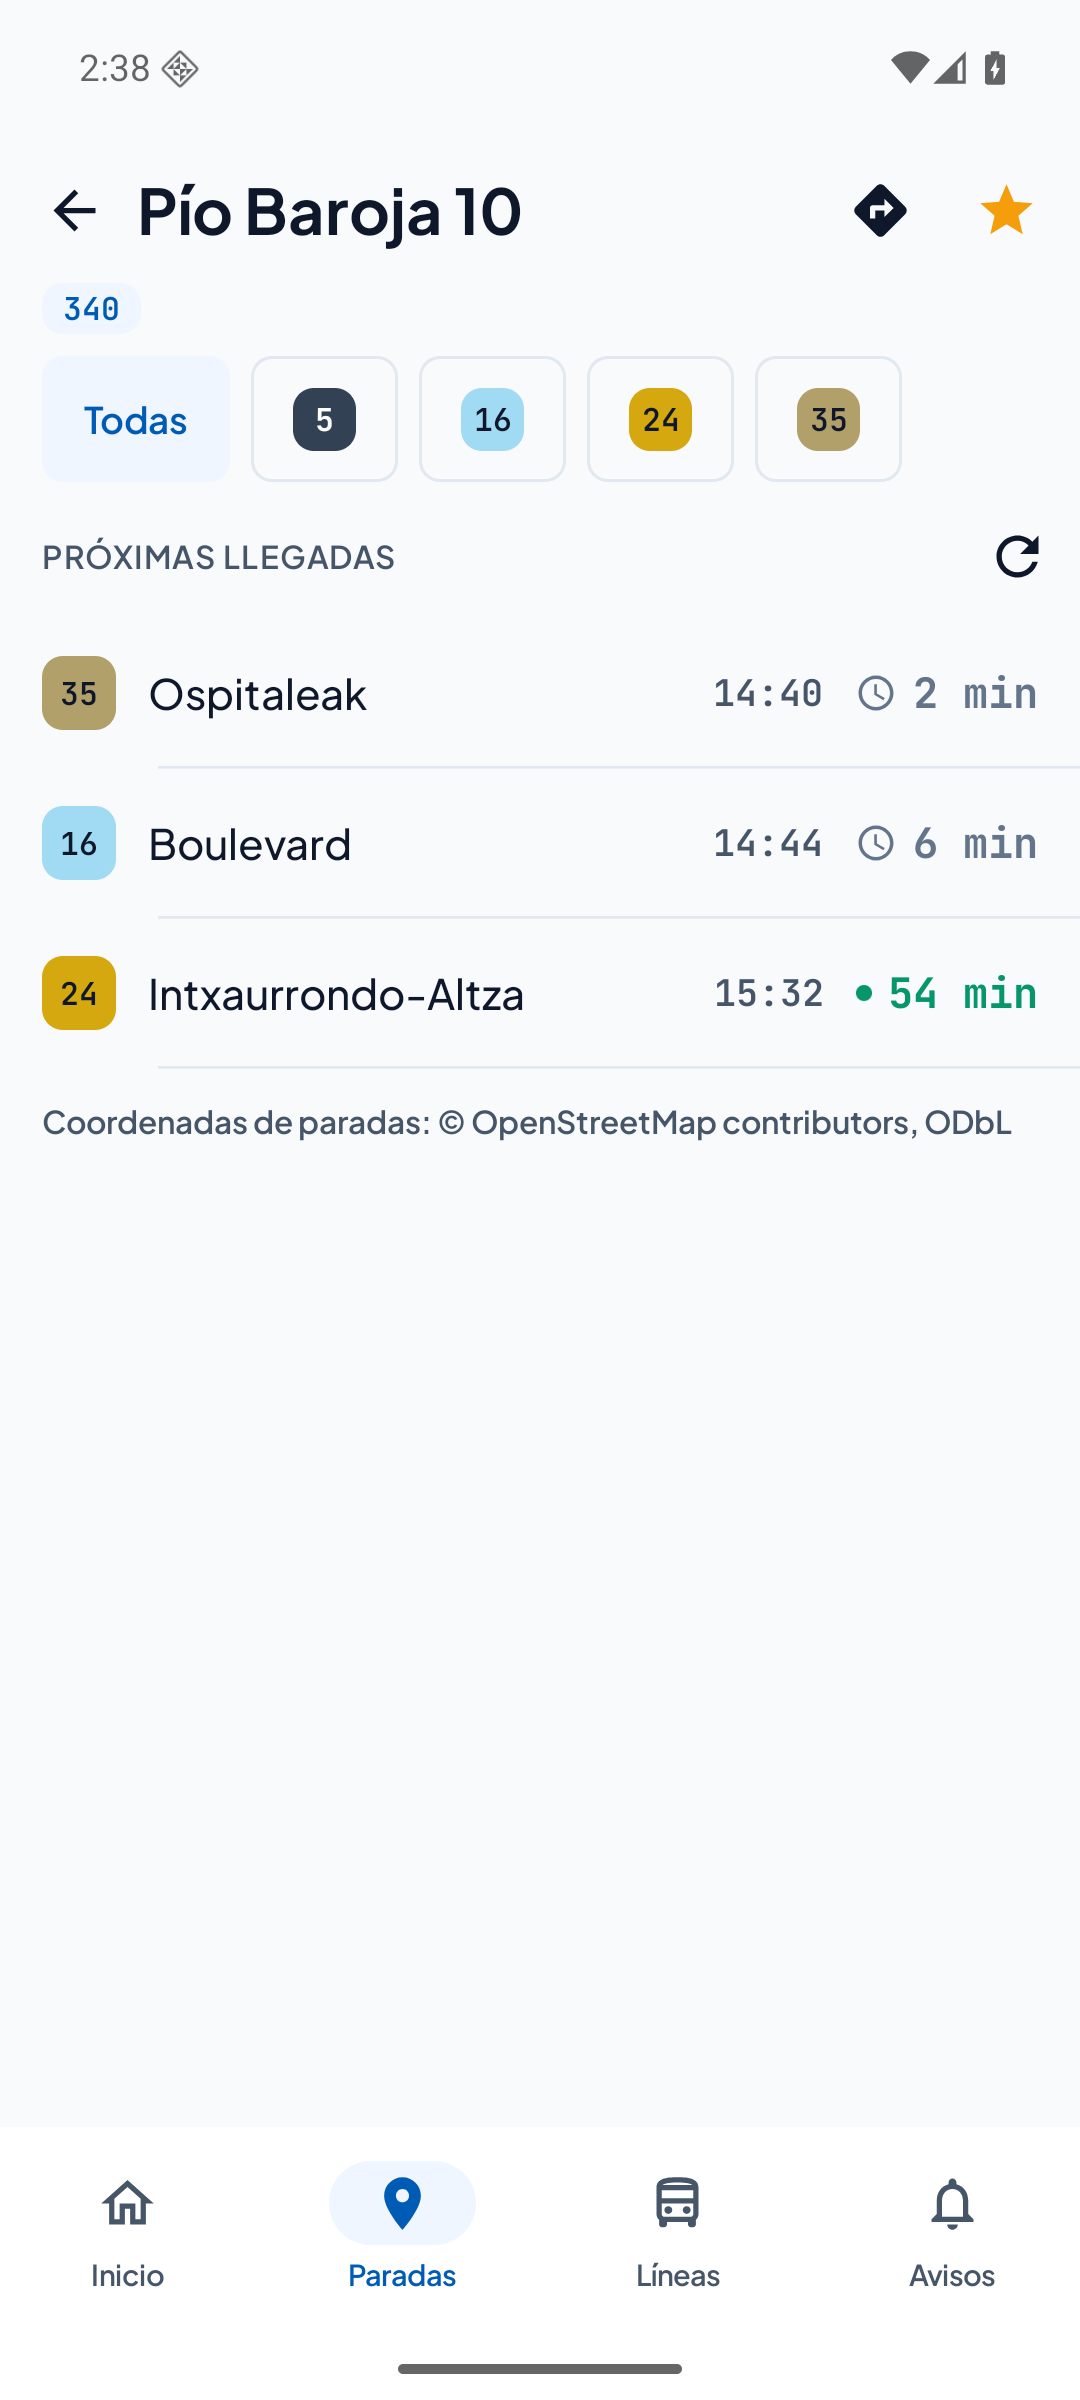 2:38
Pío Baroja 10
340
Todas 5 16 24 35
PRÓXIMAS LLEGADAS
35 Ospitaleak 14:40 2 min
16 Boulevard 14:44 6 min
24 Intxaurrondo-Altza 15:32 54 min
Coordenadas de paradas: © OpenStreetMap contributors, ODbL
Inicio Paradas Líneas Avisos